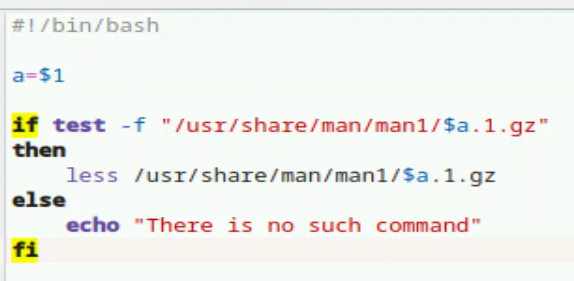 #!/bin/bash
a=$1
if test -f "/usr/share/man/man1/$a.1.gz"
then
    less /usr/share/man/man1/$a.1.gz
else
    echo "There is no such command"
fi